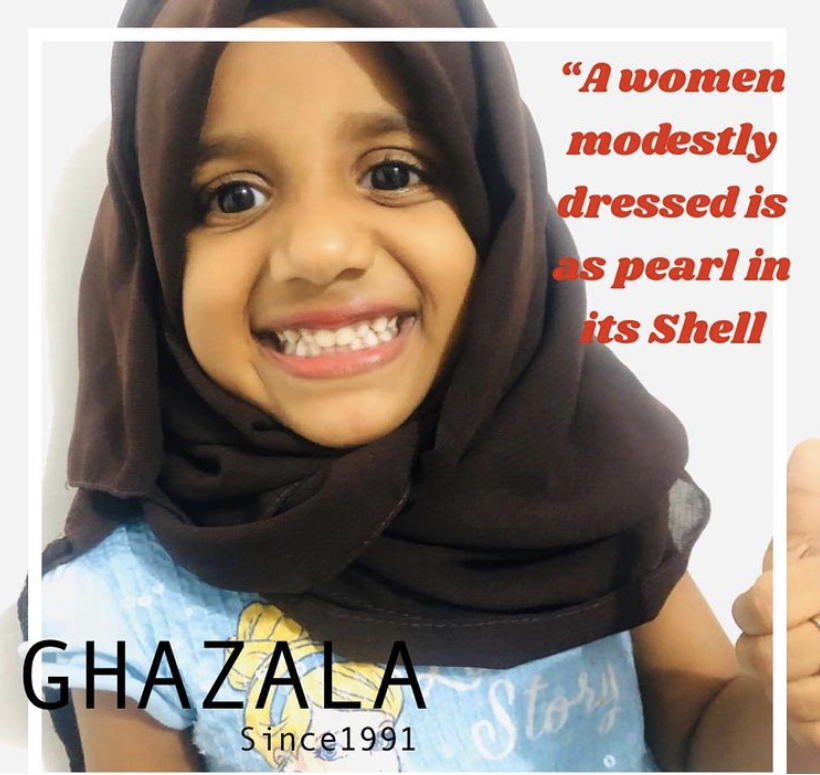 “A women
modestly
dressed is
as pearl in
its Shell
GHAZALA
Since1991
Story